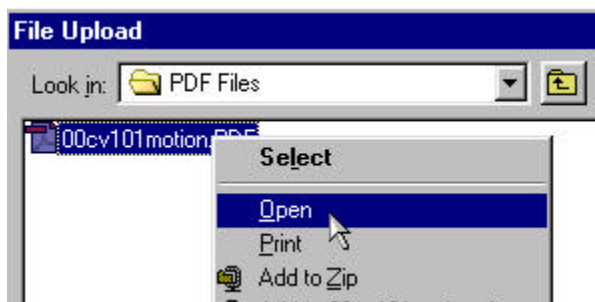 File Upload
Look in: PDF Files
00cv101motion.PDF
Select
Open
Print
Add to Zip